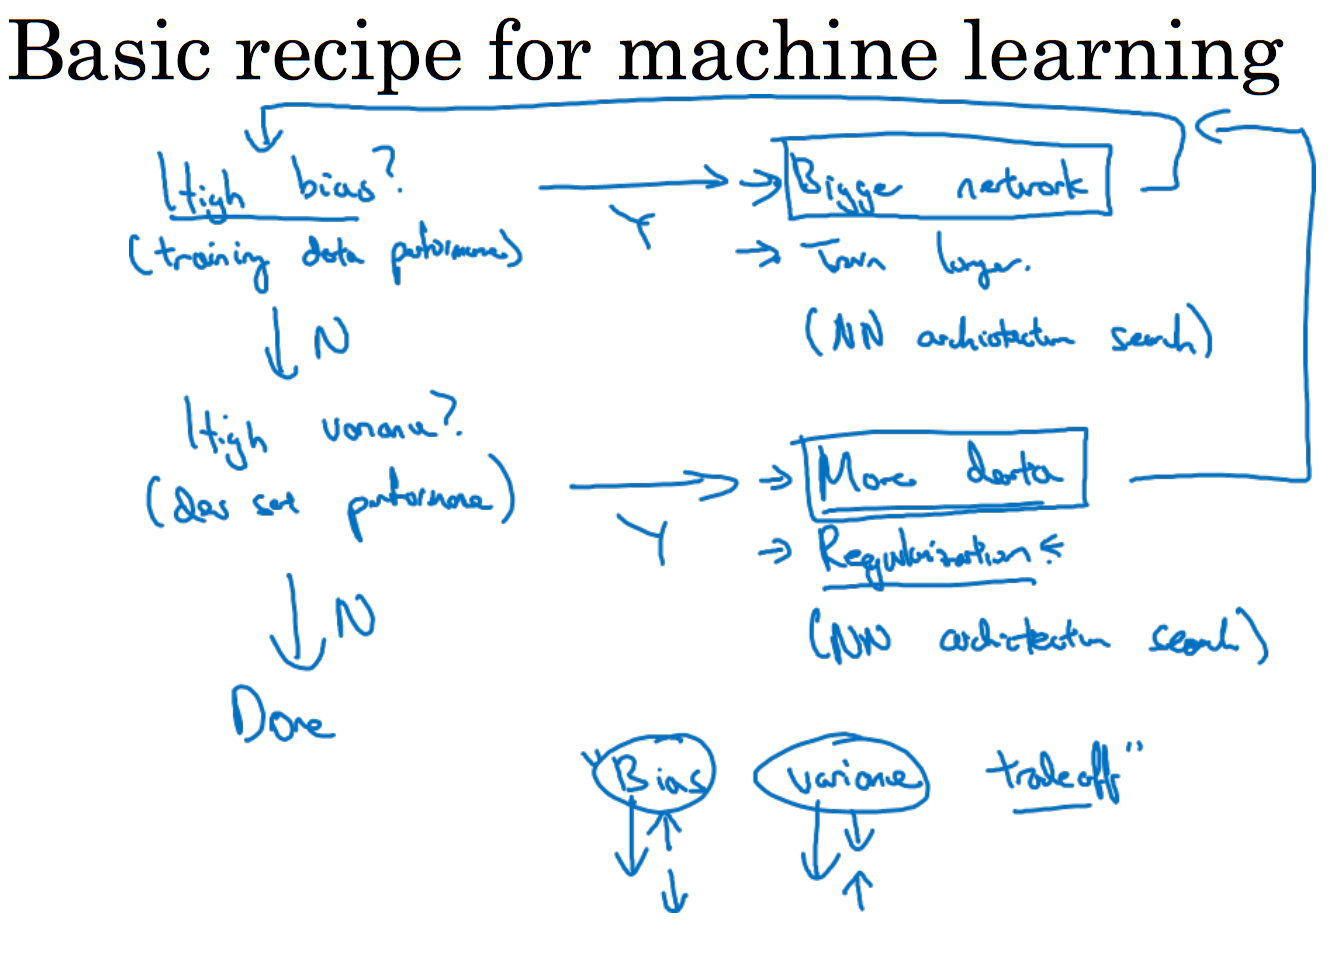 Basic recipe for machine learning
High bias?
Y
Bigger network
(training data performance)
Train longer.
N
(NN architecture search)
High variance?
(dev set performance)
Y
More data
Regularization
N
(NN architecture search)
Done
"Bias variance tradeoff"